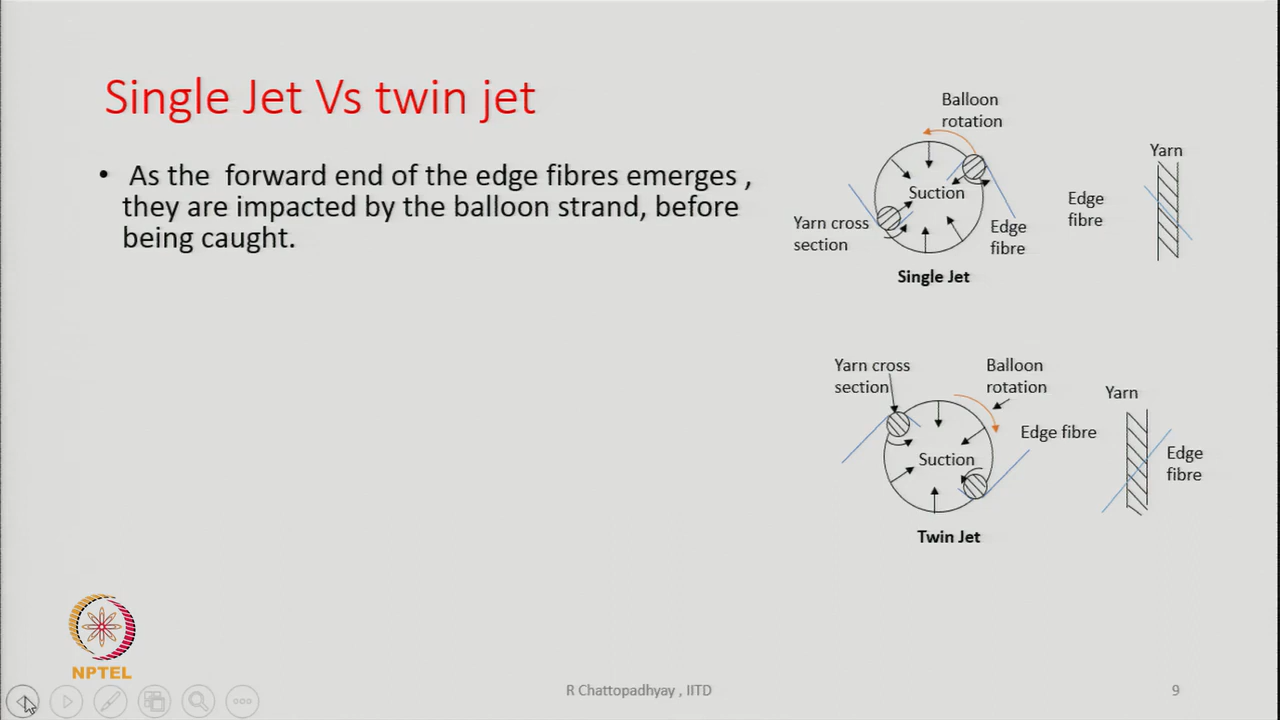 Single Jet Vs twin jet
• As the forward end of the edge fibres emerges ,
they are impacted by the balloon strand, before
being caught.
Balloon
rotation
Suction
Yarn cross
section
Edge
fibre
Single Jet
Yarn
Edge
fibre
Yarn cross
section
Balloon
rotation
Suction
Edge fibre
Twin Jet
Yarn
Edge
fibre
NPTEL
R Chattopadhyay , IITD
9